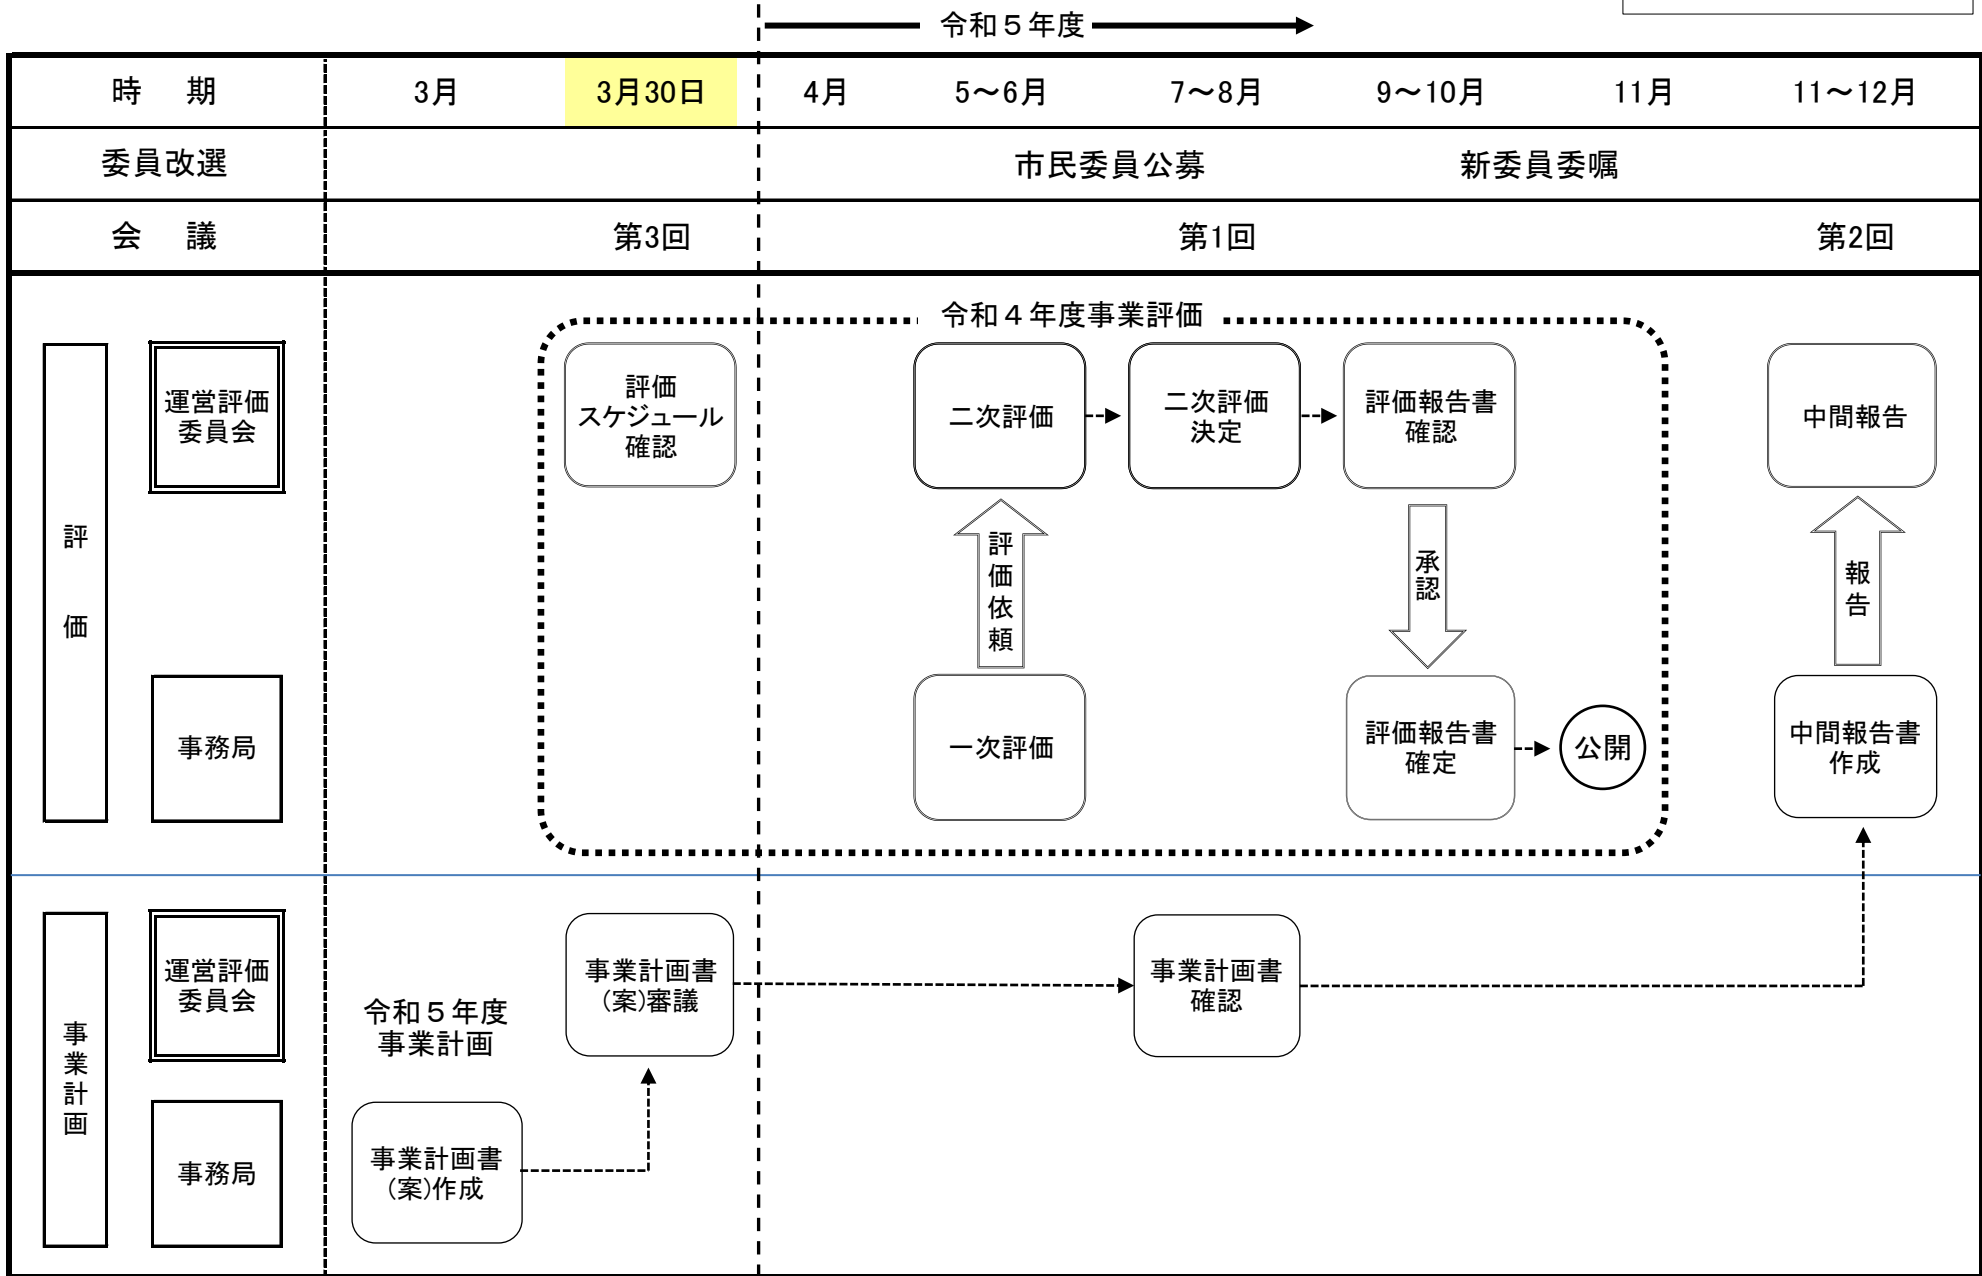 令和５年度
時　期
3月
3月30日
4月
5～6月
7～8月
9～10月
11月
11～12月
委員改選
市民委員公募
新委員委嘱
会　議
第3回
第1回
第2回
令和４年度事業評価
評価
運営評価
委員会
評価
スケジュール
確認
二次評価
二次評価
決定
評価報告書
確認
中間報告
評価依頼
承認
報告
事務局
一次評価
評価報告書
確定
公開
中間報告書
作成
事業計画
運営評価
委員会
令和５年度
事業計画
事業計画書
（案）審議
事業計画書
確認
事務局
事業計画書
（案）作成